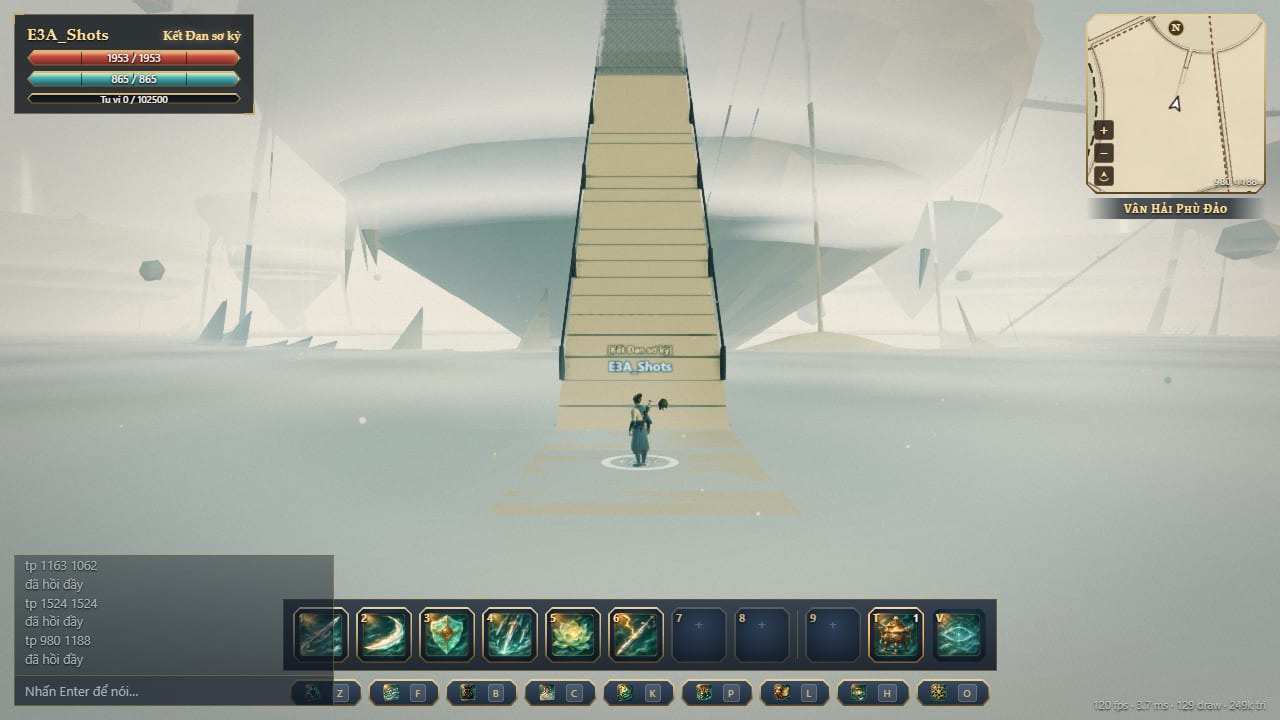 E3A_Shots
Kết Đan sơ kỳ
1953 / 1953
865 / 865
Tu vi 0 / 102500
N
+
−
980 1188
Vân Hải Phù Đảo
[Kết Đan sơ kỳ]
E3A_Shots
tp 1163 1062
đã hồi đầy
tp 1524 1524
đã hồi đầy
tp 980 1188
đã hồi đầy
Nhấn Enter để nói...
1 2 3 4 5 6 7 8 9 T 1 V
+ + +
Z F B C K P L H O
120 fps · 3.7 ms · 129 draw · 249k tri